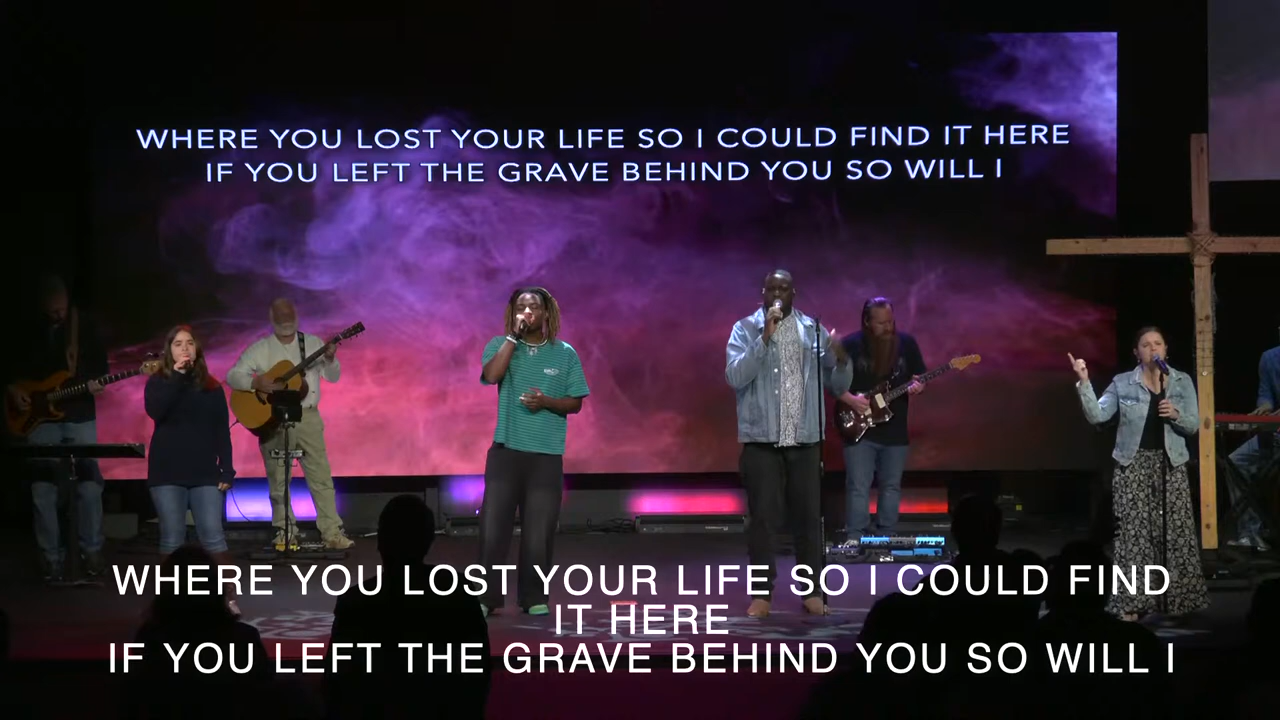 WHERE YOU LOST YOUR LIFE SO I COULD FIND IT HERE
IF YOU LEFT THE GRAVE BEHIND YOU SO WILL I
WHERE YOU LOST YOUR LIFE SO I COULD FIND
IT HERE
IF YOU LEFT THE GRAVE BEHIND YOU SO WILL I